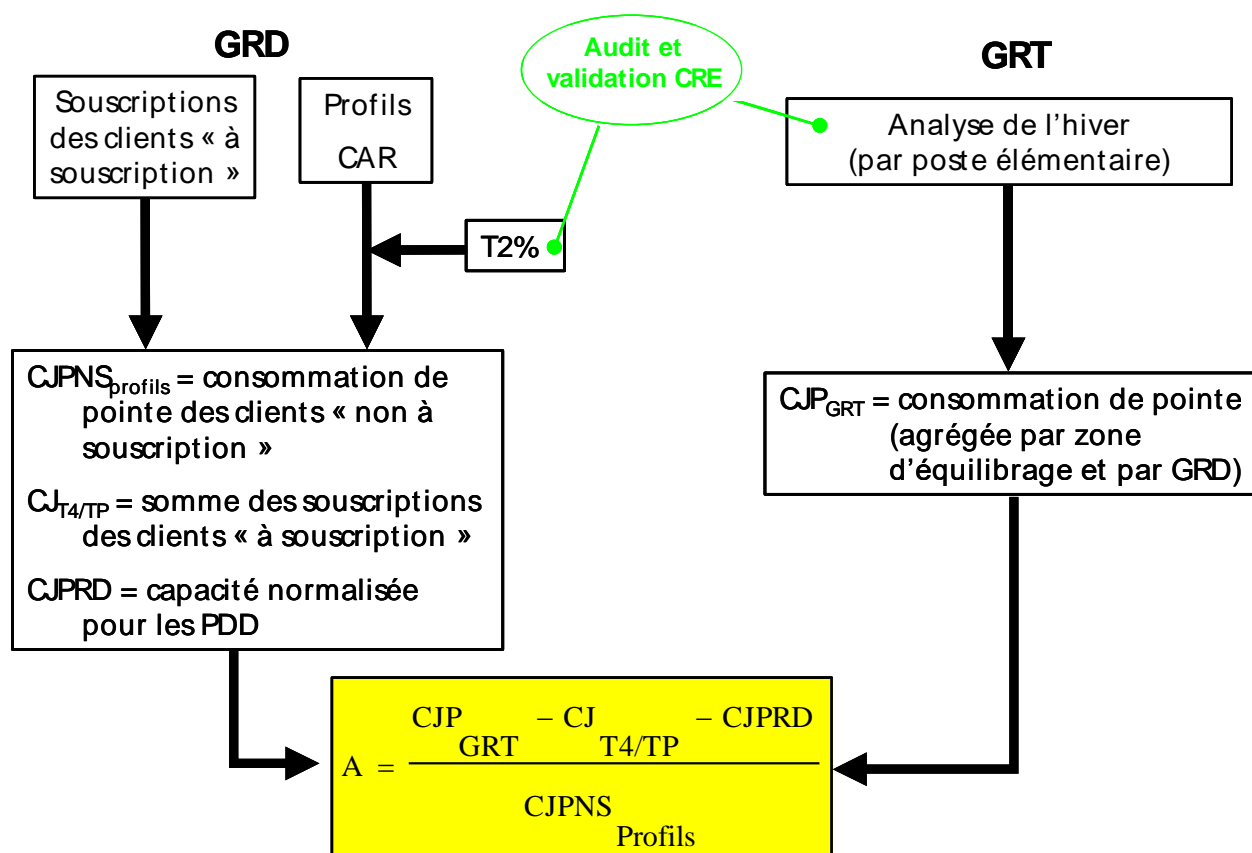 GRD
Audit et
validation CRE
GRT
Souscriptions
des clients « à
souscription »
Profils
CAR
Analyse de l’hiver
(par poste élémentaire)
T2%
CJPNSprofils = consommation de
pointe des clients « non à
souscription »
CJT4/TP = somme des souscriptions
des clients « à souscription »
CJPRD = capacité normalisée
pour les PDD
CJPGRT = consommation de pointe
(agrégée par zone
d’équilibrage et par GRD)
CJP GRT – CJ T4/TP – CJPRD
A =
CJPNS Profils